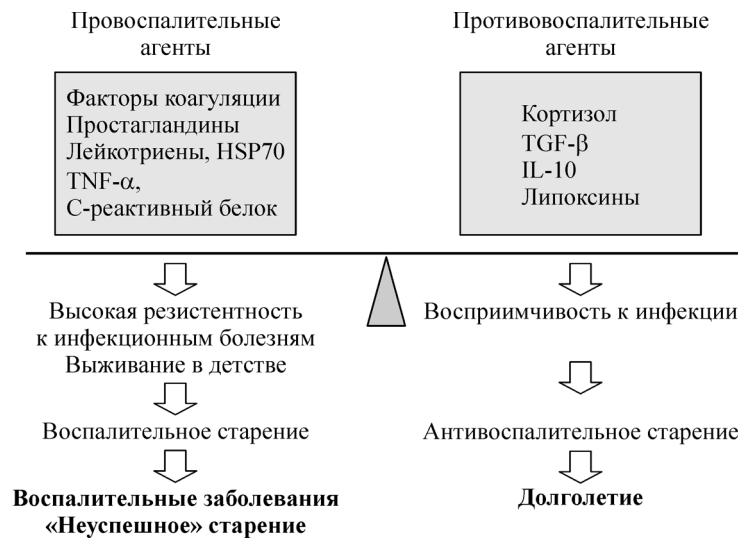 Провоспалительные
агенты
Факторы коагуляции
Простагландины
Лейкотриены, HSP70
TNF-α,
С-реактивный белок
Высокая резистентность
к инфекционным болезням
Выживание в детстве
Воспалительное старение
Воспалительные заболевания
«Неуспешное» старение
Противовоспалительные
агенты
Кортизол
TGF-β
IL-10
Липоксины
Восприимчивость к инфекции
Антивоспалительное старение
Долголетие